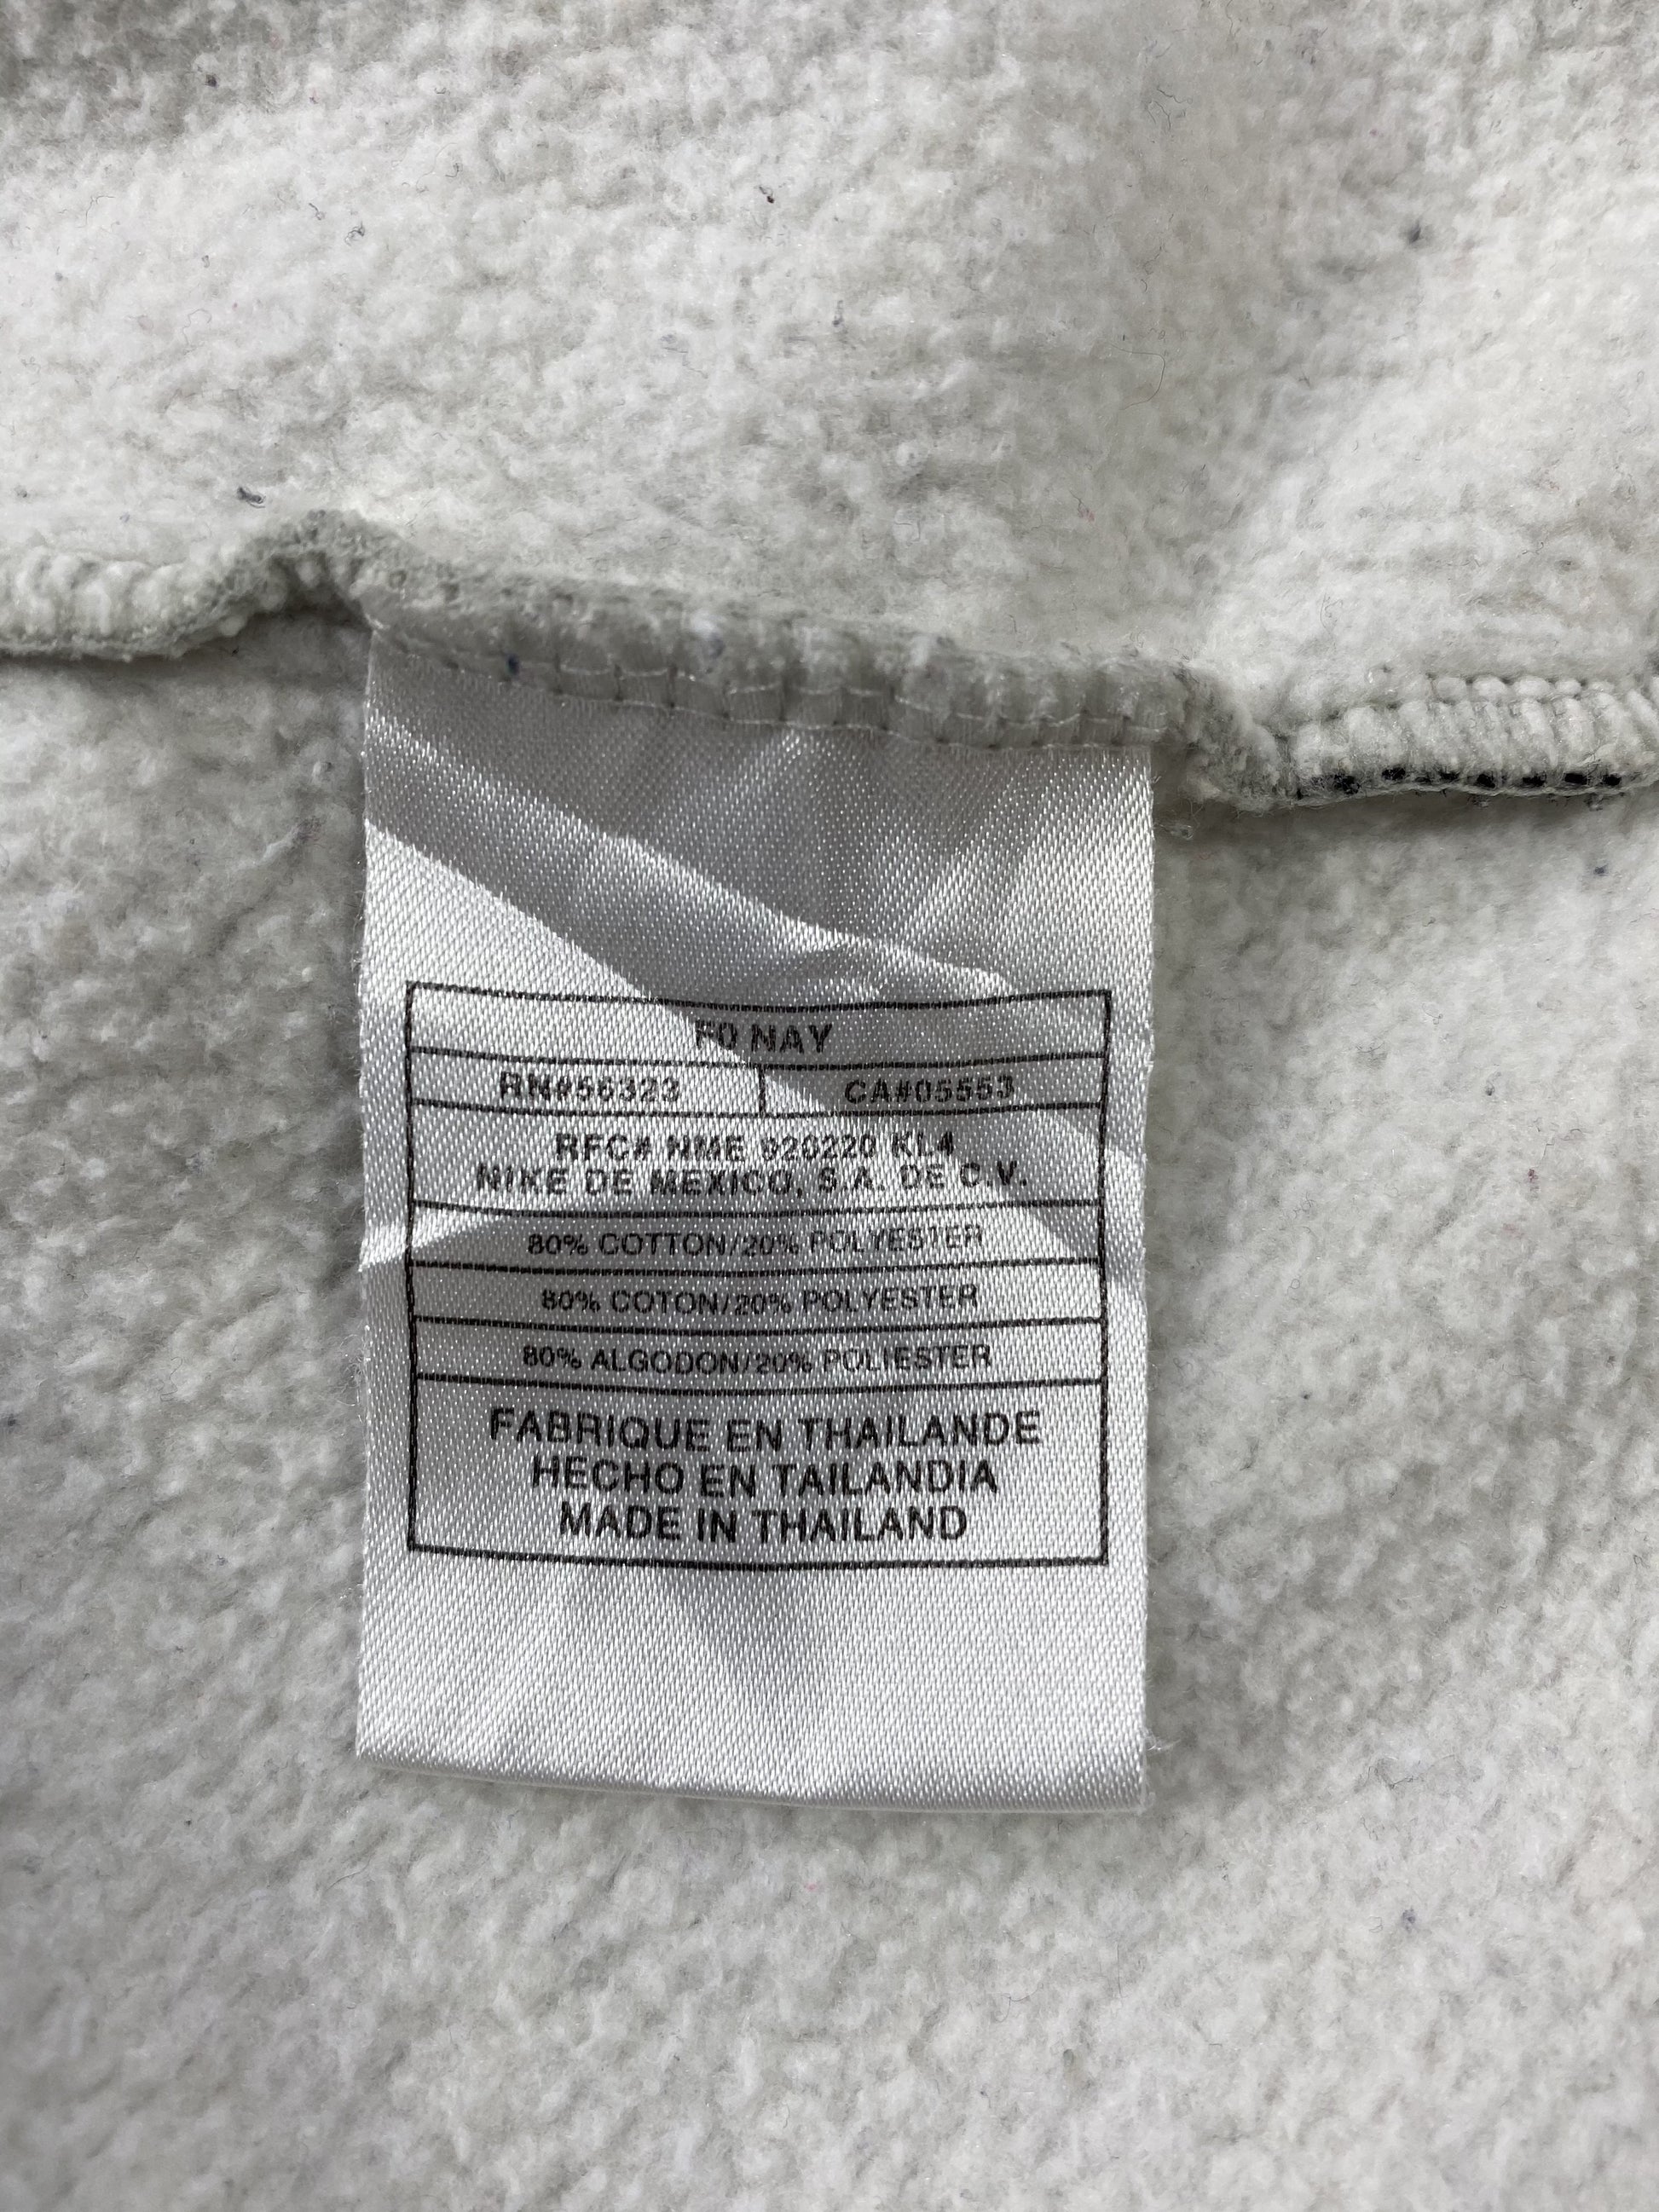 F0 NAY
RN#56323 CA#05553
RFC# NME 920220 KL4
NIKE DE MEXICO, S.A. DE C.V.
80% COTTON/20% POLYESTER
80% COTON/20% POLYESTER
80% ALGODON/20% POLIESTER
FABRIQUE EN THAILANDE
HECHO EN TAILANDIA
MADE IN THAILAND